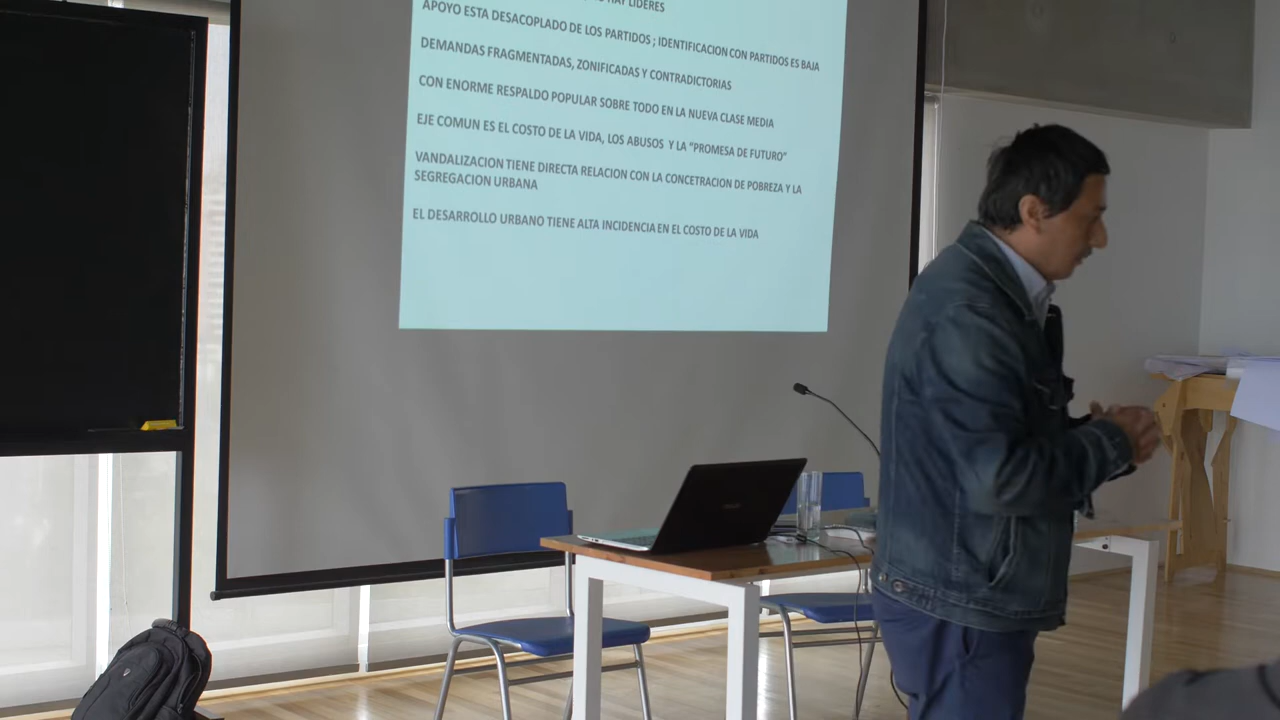 HAY LIDERES
APOYO ESTA DESACOPLADO DE LOS PARTIDOS ; IDENTIFICACION CON PARTIDOS ES BAJA
DEMANDAS FRAGMENTADAS, ZONIFICADAS Y CONTRADICTORIAS
CON ENORME RESPALDO POPULAR SOBRE TODO EN LA NUEVA CLASE MEDIA
EJE COMUN ES EL COSTO DE LA VIDA, LOS ABUSOS Y LA "PROMESA DE FUTURO"
VANDALIZACION TIENE DIRECTA RELACION CON LA CONCETRACION DE POBREZA Y LA
SEGREGACION URBANA
EL DESARROLLO URBANO TIENE ALTA INCIDENCIA EN EL COSTO DE LA VIDA